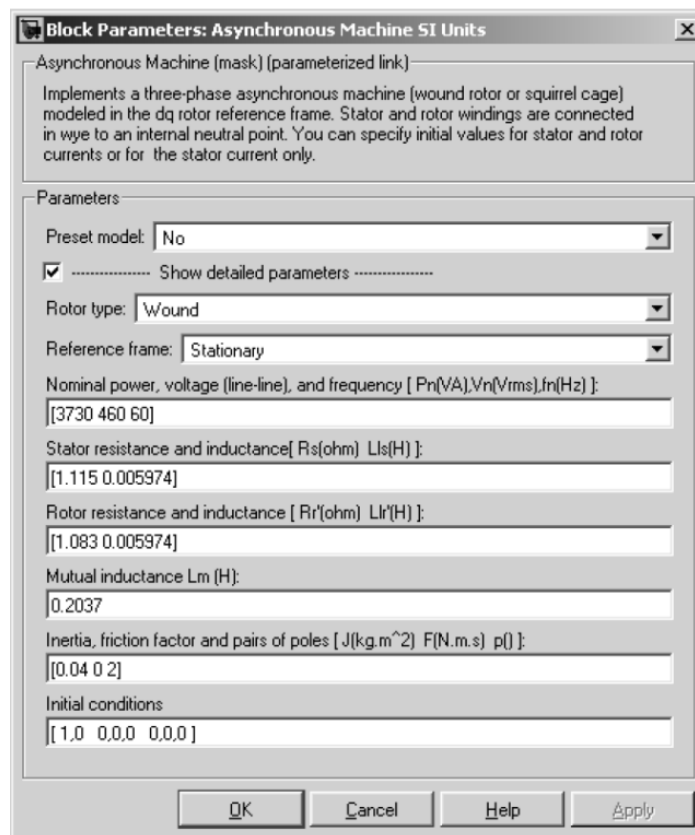 Block Parameters: Asynchronous Machine SI Units
Asynchronous Machine (mask) (parameterized link)
Implements a three-phase asynchronous machine (wound rotor or squirrel cage)
modeled in the dq rotor reference frame. Stator and rotor windings are connected
in wye to an internal neutral point. You can specify initial values for stator and rotor
currents or for the stator current only.
Parameters
Preset model: No
---------------- Show detailed parameters ----------------
Rotor type: Wound
Reference frame: Stationary
Nominal power, voltage (line-line), and frequency [ Pn(VA),Vn(Vrms),fn(Hz) ]:
[3730 460 60]
Stator resistance and inductance[ Rs(ohm) Lls(H) ]:
[1.115 0.005974]
Rotor resistance and inductance [ Rr'(ohm) Llr'(H) ]:
[1.083 0.005974]
Mutual inductance Lm (H):
0.2037
Inertia, friction factor and pairs of poles [ J(kg.m^2) F(N.m.s) p() ]:
[0.04 0 2]
Initial conditions
[ 1,0 0,0,0 0,0,0 ]
OK Cancel Help Apply